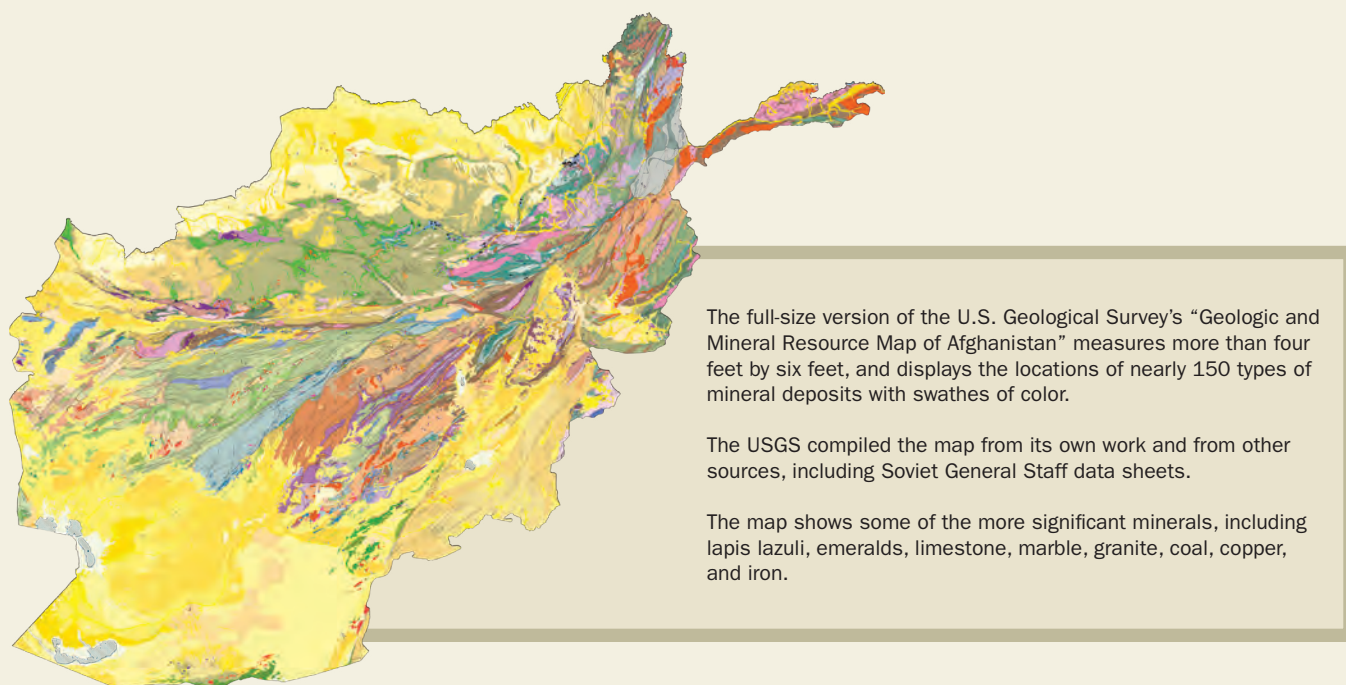 The full-size version of the U.S. Geological Survey’s “Geologic and
Mineral Resource Map of Afghanistan” measures more than four
feet by six feet, and displays the locations of nearly 150 types of
mineral deposits with swathes of color.
The USGS compiled the map from its own work and from other
sources, including Soviet General Staff data sheets.
The map shows some of the more significant minerals, including
lapis lazuli, emeralds, limestone, marble, granite, coal, copper,
and iron.